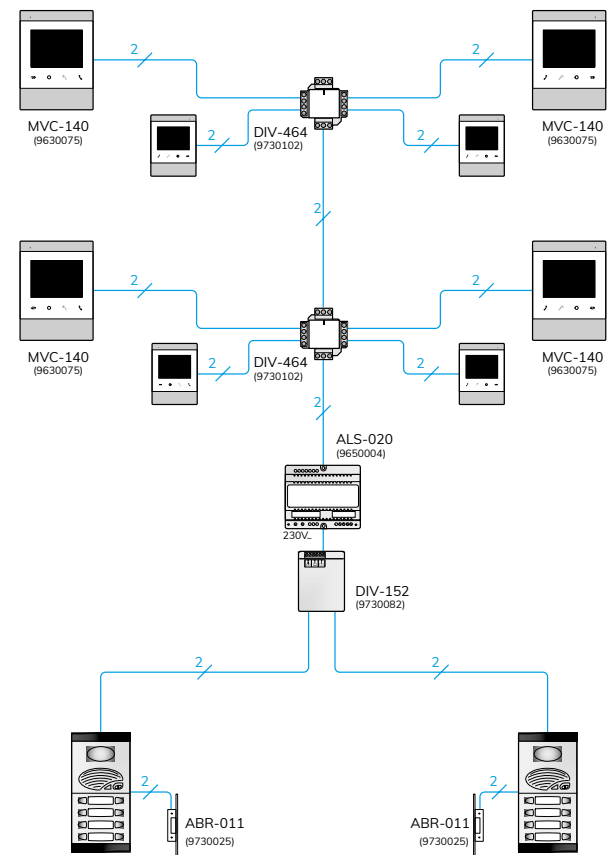 2
2
MVC-140
(9630075)
2
DIV-464
(9730102)
2
MVC-140
(9630075)
2
2
2
MVC-140
(9630075)
2
DIV-464
(9730102)
2
MVC-140
(9630075)
2
ALS-020
(9650004)
230V~
DIV-152
(9730082)
2
2
2
ABR-011
(9730025)
2
ABR-011
(9730025)